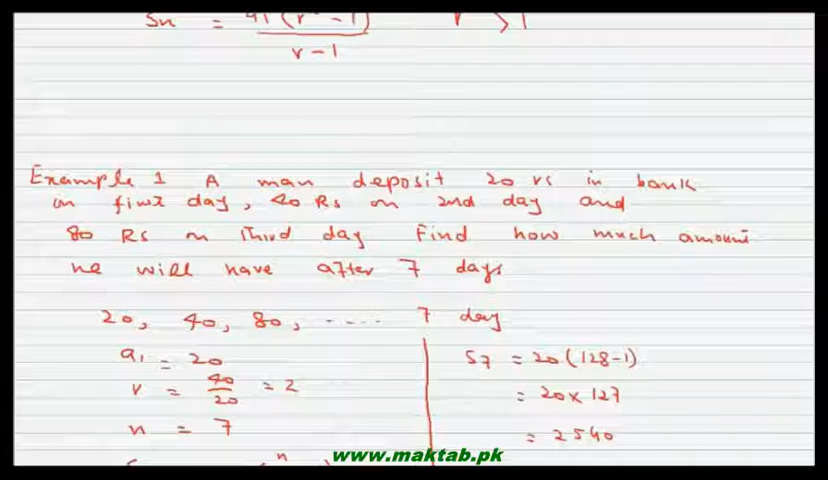 Sn = a1(r^n - 1) r > 1
r - 1
Example 1 A man deposit 20 rs in bank
on first day, 40 Rs on 2nd day and
80 Rs on Third day Find how much amount
he will have after 7 days
20, 40, 80, ..... 7 day
a1 = 20
r = 40/20 = 2
n = 7
S7 = 20(128-1)
= 20 x 127
= 2540
www.maktab.pk